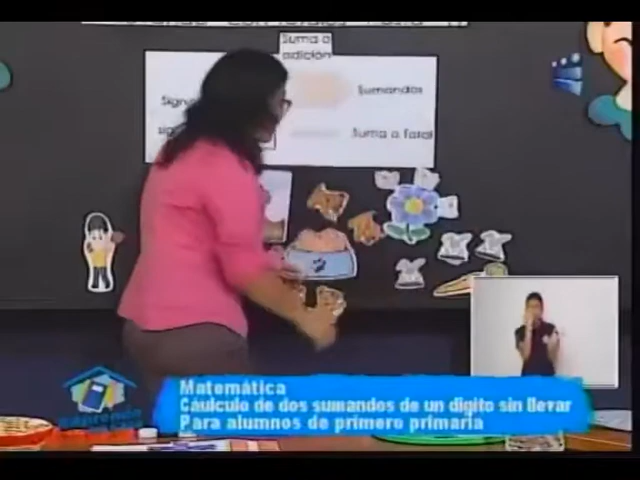 Suma o
adición
Sumandos
Suma o total
Matemática
Cáulculo de dos sumandos de un dígito sin llevar
Para alumnos de primero primaria